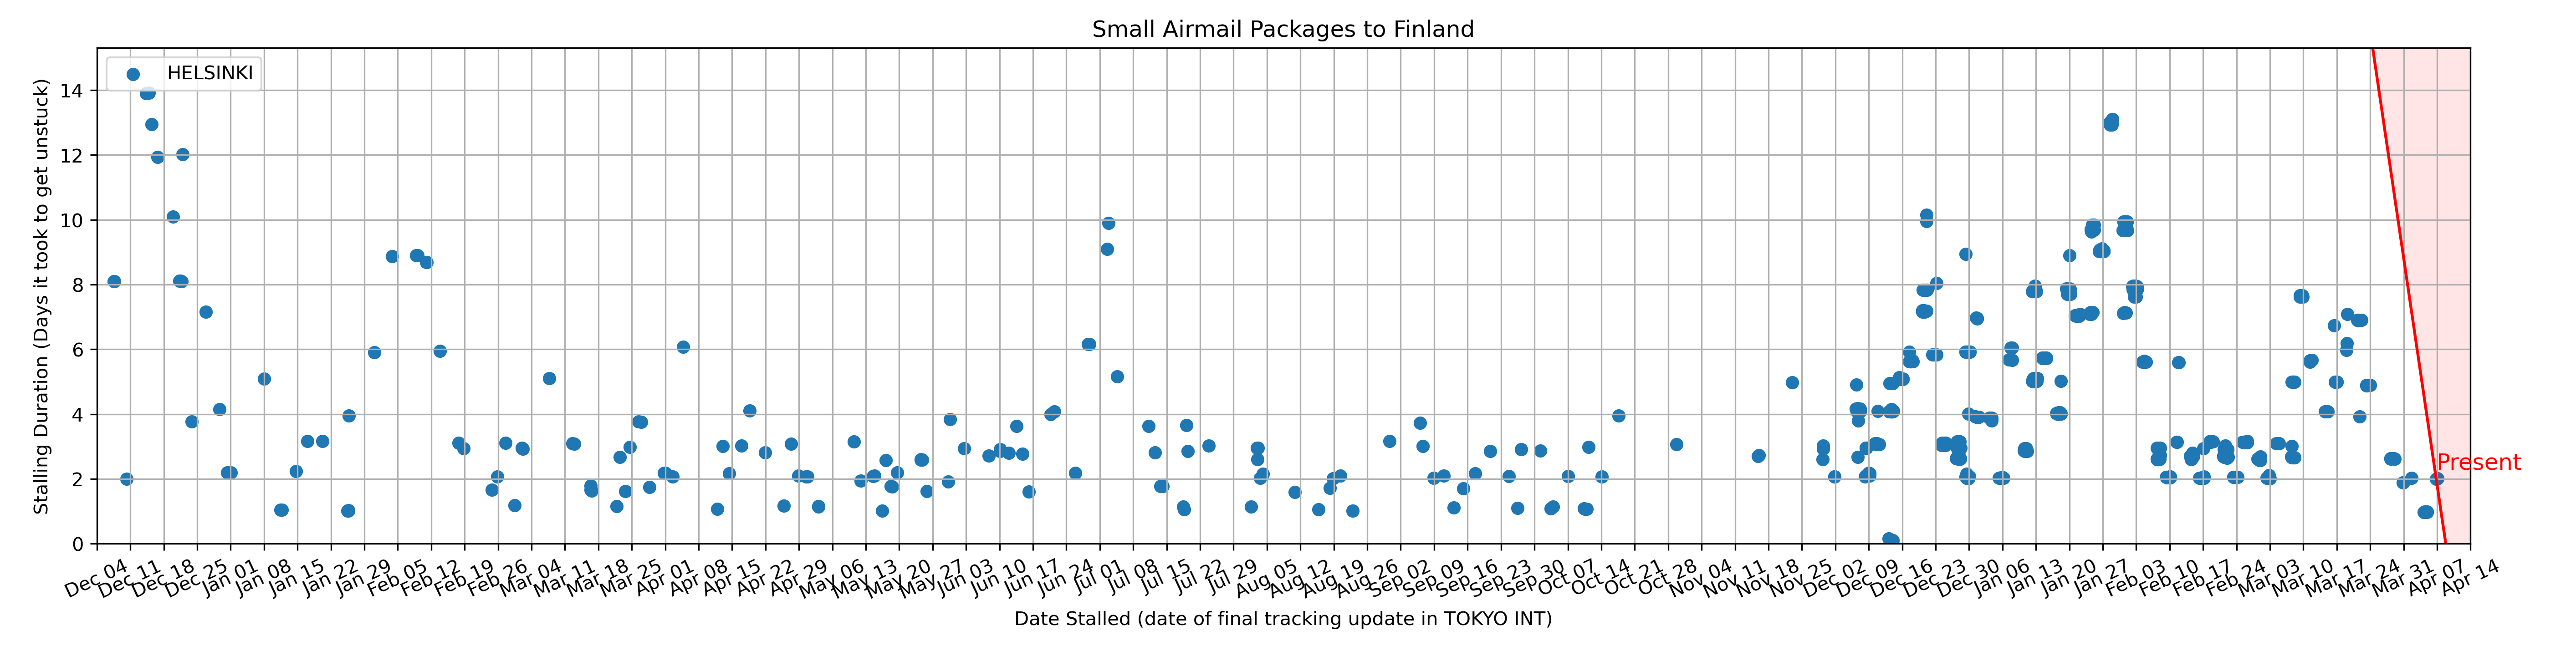 Small Airmail Packages to Finland
HELSINKI
Stalling Duration (Days it took to get unstuck)
14
12
10
8
6
4
2
0
Present
Dec 04 Dec 11 Dec 18 Dec 25 Jan 01 Jan 08 Jan 15 Jan 22 Jan 29 Feb 05 Feb 12 Feb 19 Feb 26 Mar 04 Mar 11 Mar 18 Mar 25 Apr 01 Apr 08 Apr 15 Apr 22 Apr 29 May 06 May 13 May 20 May 27 Jun 03 Jun 10 Jun 17 Jun 24 Jul 01 Jul 08 Jul 15 Jul 22 Jul 29 Aug 05 Aug 12 Aug 19 Aug 26 Sep 02 Sep 09 Sep 16 Sep 23 Sep 30 Oct 07 Oct 14 Oct 21 Oct 28 Nov 04 Nov 11 Nov 18 Nov 25 Dec 02 Dec 09 Dec 16 Dec 23 Dec 30 Jan 06 Jan 13 Jan 20 Jan 27 Feb 03 Feb 10 Feb 17 Feb 24 Mar 03 Mar 10 Mar 17 Mar 24 Mar 31 Apr 07 Apr 14
Date Stalled (date of final tracking update in TOKYO INT)